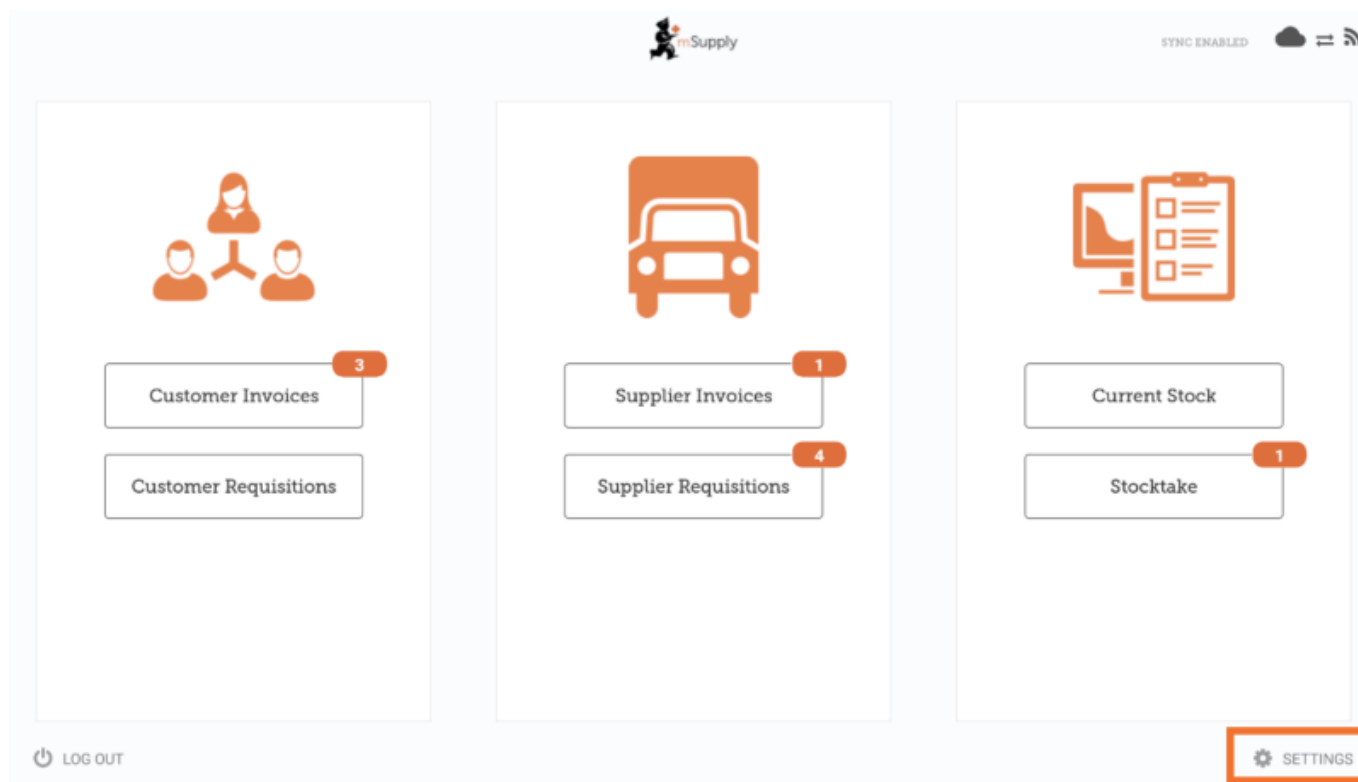 mSupply
SYNC ENABLED
3
Customer Invoices
Customer Requisitions
1
Supplier Invoices
4
Supplier Requisitions
Current Stock
1
Stocktake
LOG OUT
SETTINGS